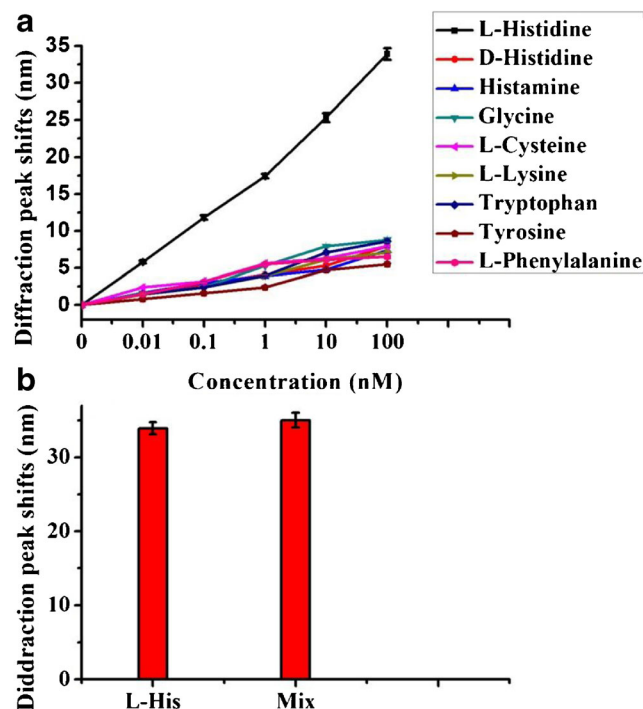 a
Diffraction peak shifts (nm)
35
30
25
20
15
10
5
0
0 0.01 0.1 1 10 100
Concentration (nM)
L-Histidine
D-Histidine
Histamine
Glycine
L-Cysteine
L-Lysine
Tryptophan
Tyrosine
L-Phenylalanine
b
Diddraction peak shifts (nm)
30
20
10
0
L-His Mix